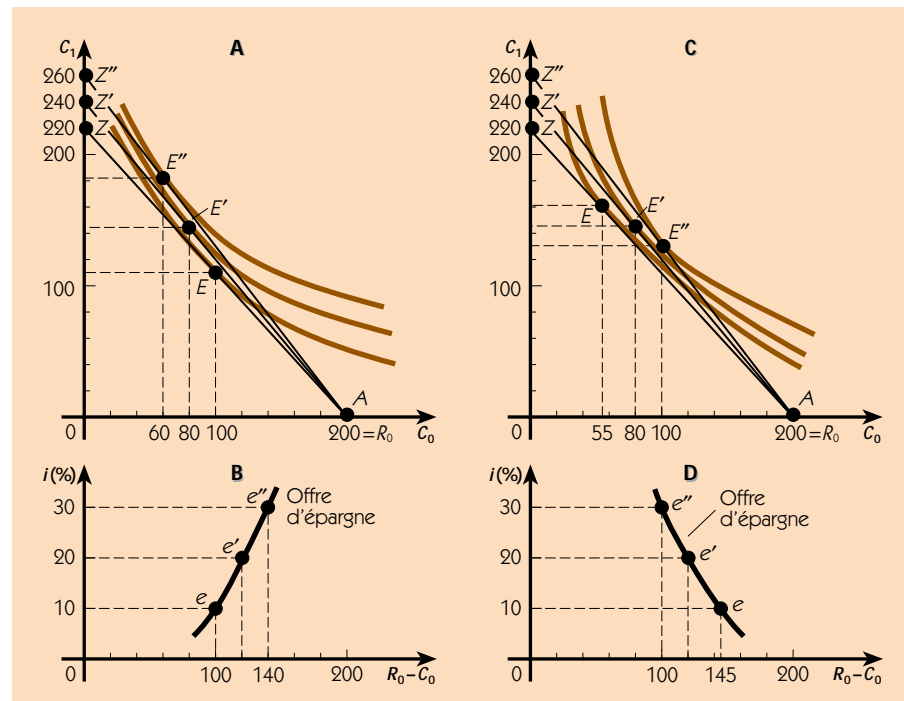 A
C₁
260 Z″
240 Z′
220 Z
200
100
0
E″
E′
E
A
60 80 100 200=R₀ C₀
C
C₁
260 Z″
240 Z′
220 Z
200
100
0
E
E′
E″
A
55 80 100 200=R₀ C₀
B
i(%)
30
20
10
0
e″
e′
e
Offre
d’épargne
100 140 200 R₀–C₀
D
i(%)
30
20
10
0
e″
e′
e
Offre
d’épargne
100 145 200 R₀–C₀